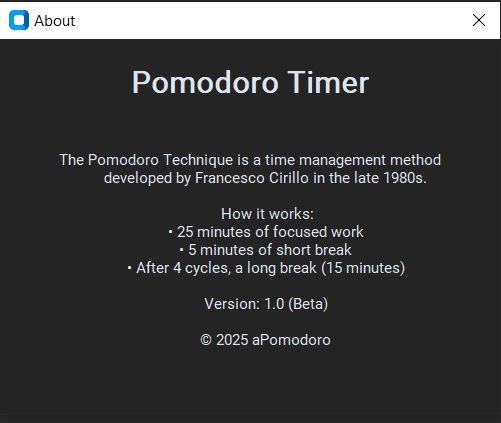 About
Pomodoro Timer
The Pomodoro Technique is a time management method
developed by Francesco Cirillo in the late 1980s.
How it works:
• 25 minutes of focused work
• 5 minutes of short break
• After 4 cycles, a long break (15 minutes)
Version: 1.0 (Beta)
© 2025 aPomodoro